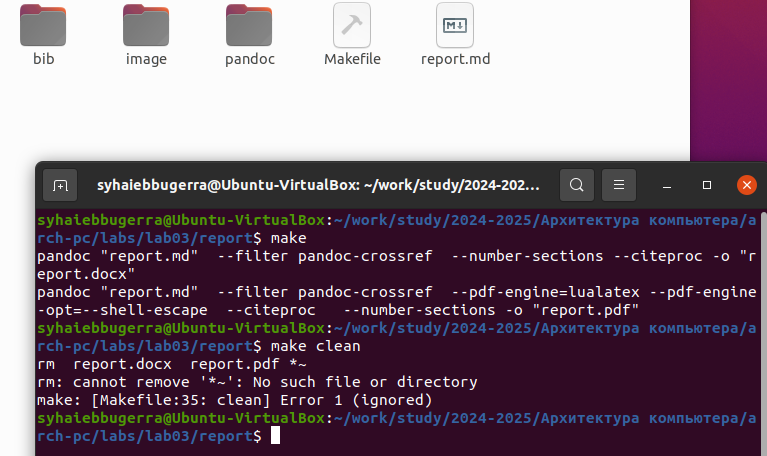 bib image pandoc Makefile report.md
syhaiebbugerra@Ubuntu-VirtualBox: ~/work/study/2024-202...
syhaiebbugerra@Ubuntu-VirtualBox:~/work/study/2024-2025/Архитектура компьютера/a
rch-pc/labs/lab03/report$ make
pandoc "report.md"  --filter pandoc-crossref  --number-sections --citeproc -o "r
eport.docx"
pandoc "report.md"  --filter pandoc-crossref  --pdf-engine=lualatex --pdf-engine
-opt=--shell-escape  --citeproc   --number-sections -o "report.pdf"
syhaiebbugerra@Ubuntu-VirtualBox:~/work/study/2024-2025/Архитектура компьютера/a
rch-pc/labs/lab03/report$ make clean
rm  report.docx  report.pdf *~
rm: cannot remove '*~': No such file or directory
make: [Makefile:35: clean] Error 1 (ignored)
syhaiebbugerra@Ubuntu-VirtualBox:~/work/study/2024-2025/Архитектура компьютера/a
rch-pc/labs/lab03/report$